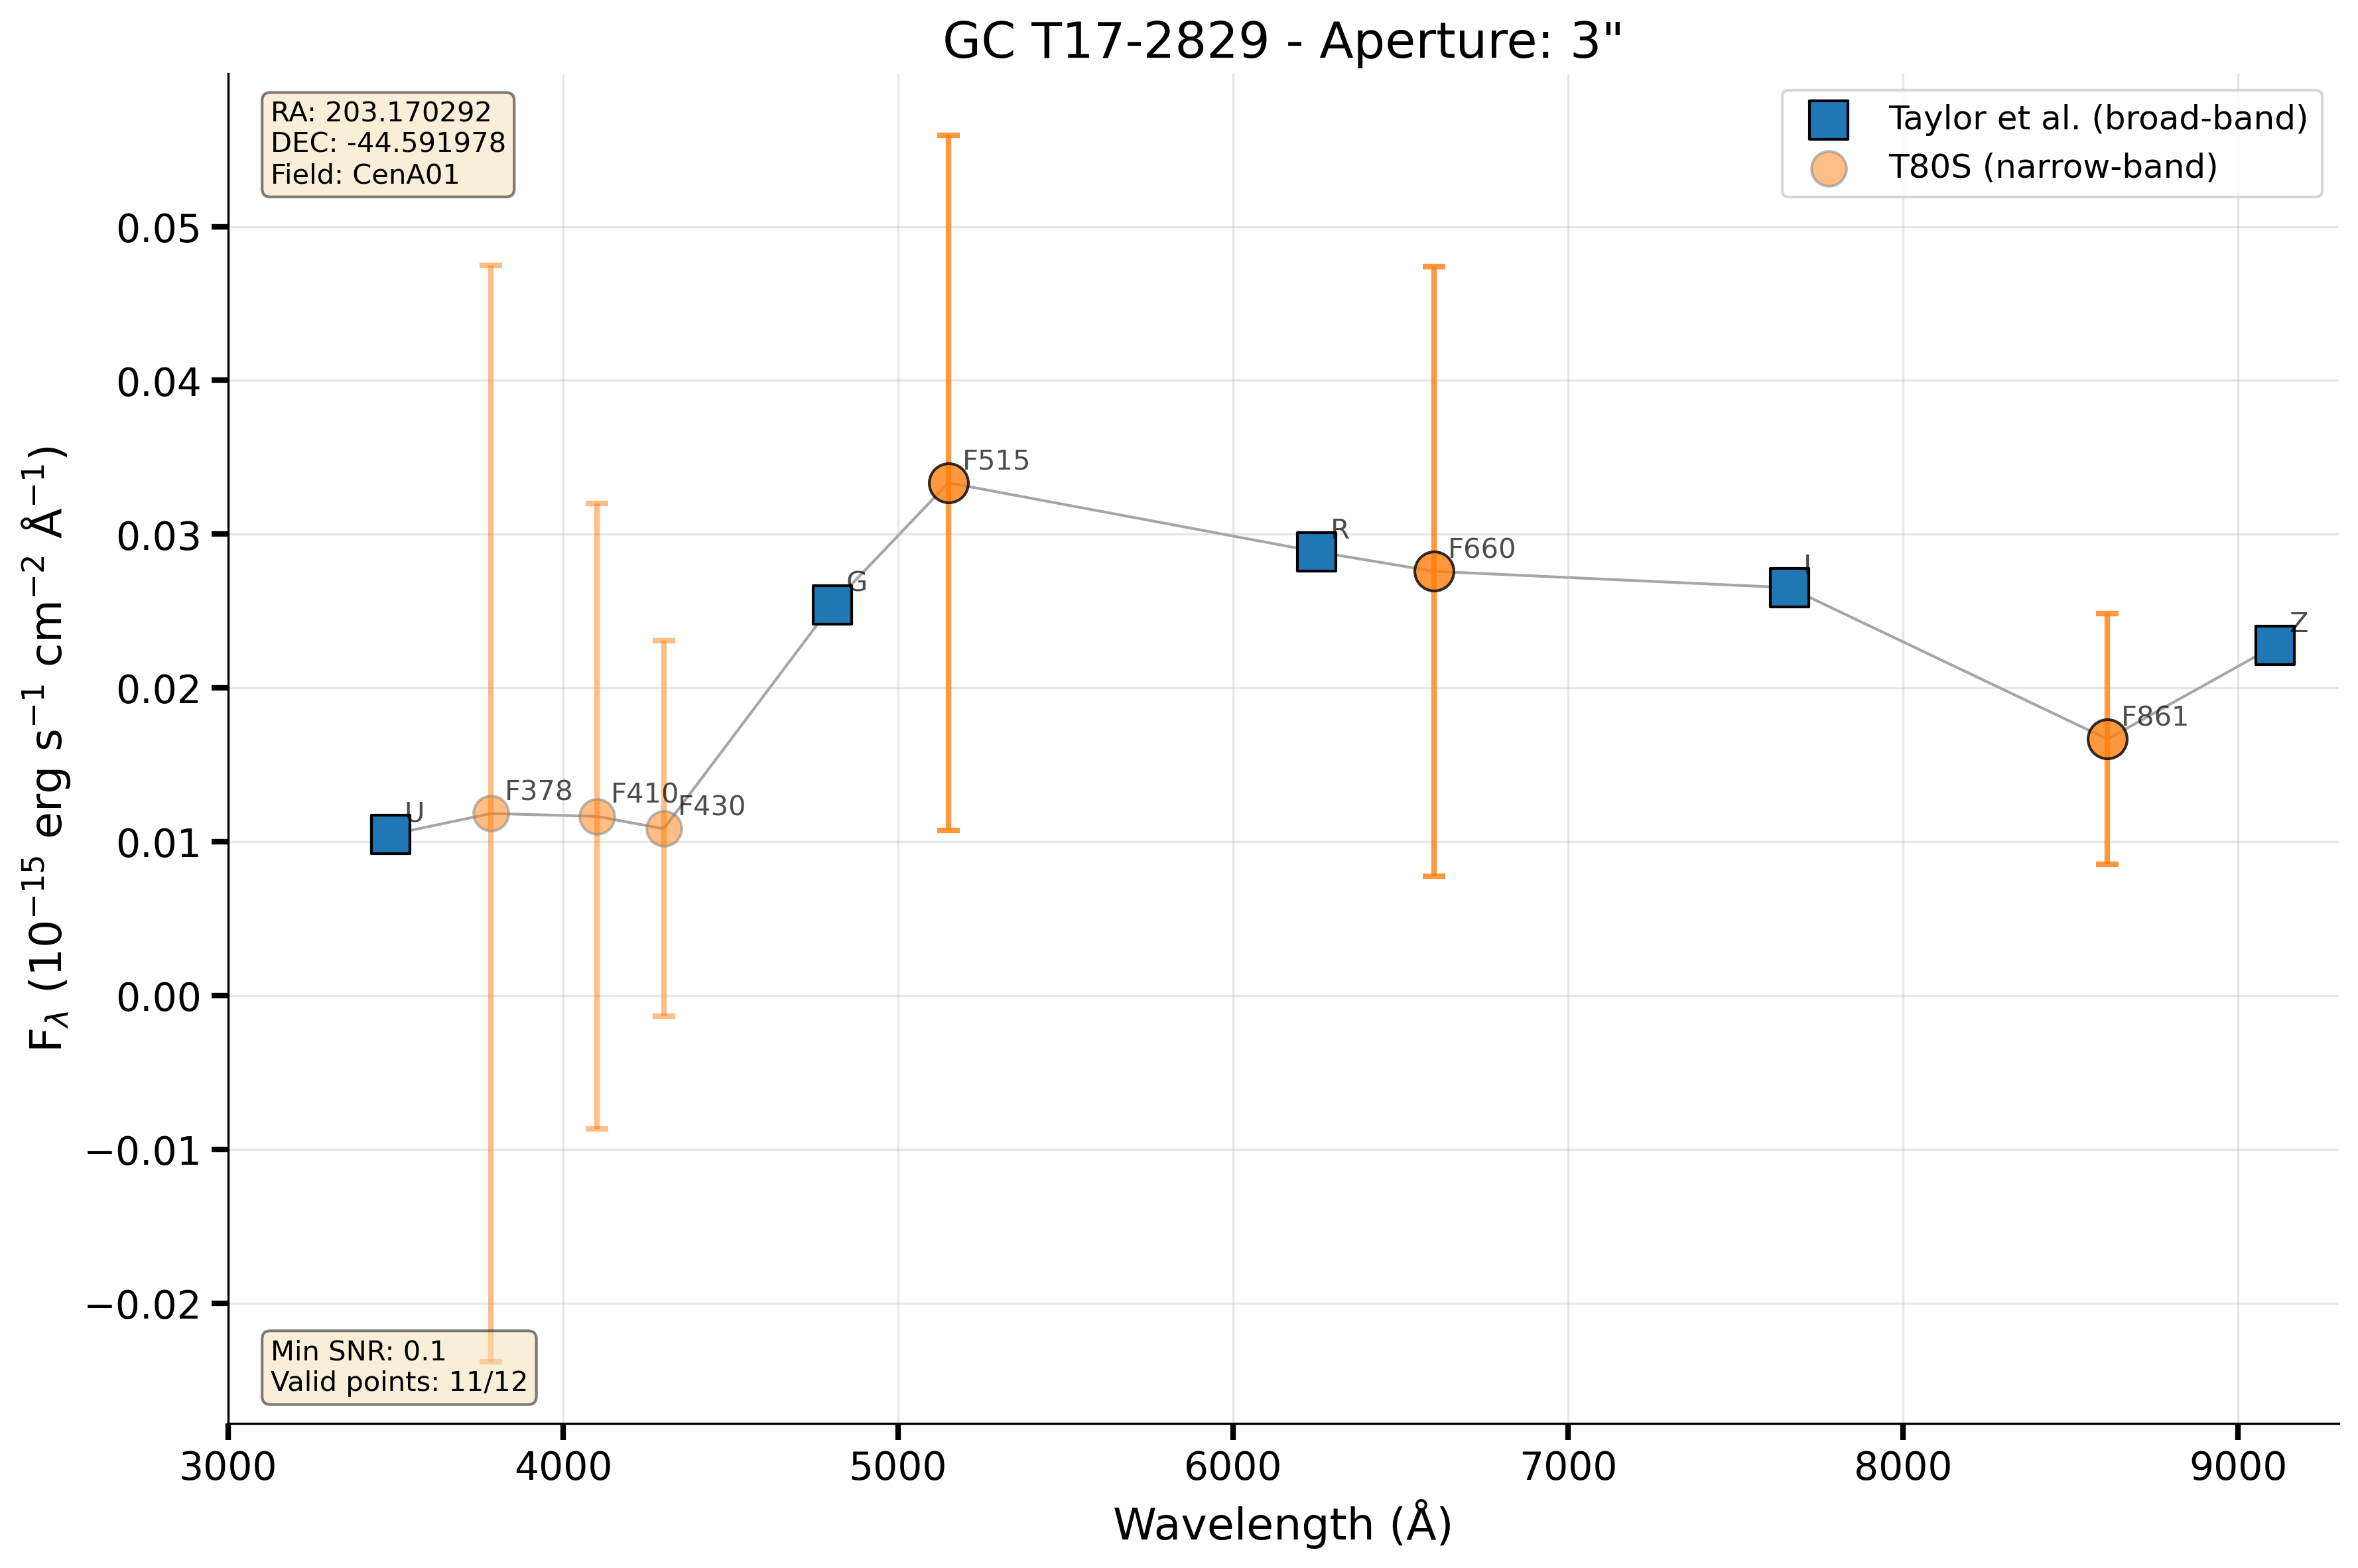 GC T17-2829 - Aperture: 3"
RA: 203.170292
DEC: -44.591978
Field: CenA01
Taylor et al. (broad-band)
T80S (narrow-band)
F515
R
F660
G
I
Z
F861
U
F378
F410
F430
0.05
0.04
0.03
0.02
0.01
0.00
−0.01
−0.02
Fλ (10⁻¹⁵ erg s⁻¹ cm⁻² Å⁻¹)
Min SNR: 0.1
Valid points: 11/12
3000 4000 5000 6000 7000 8000 9000
Wavelength (Å)